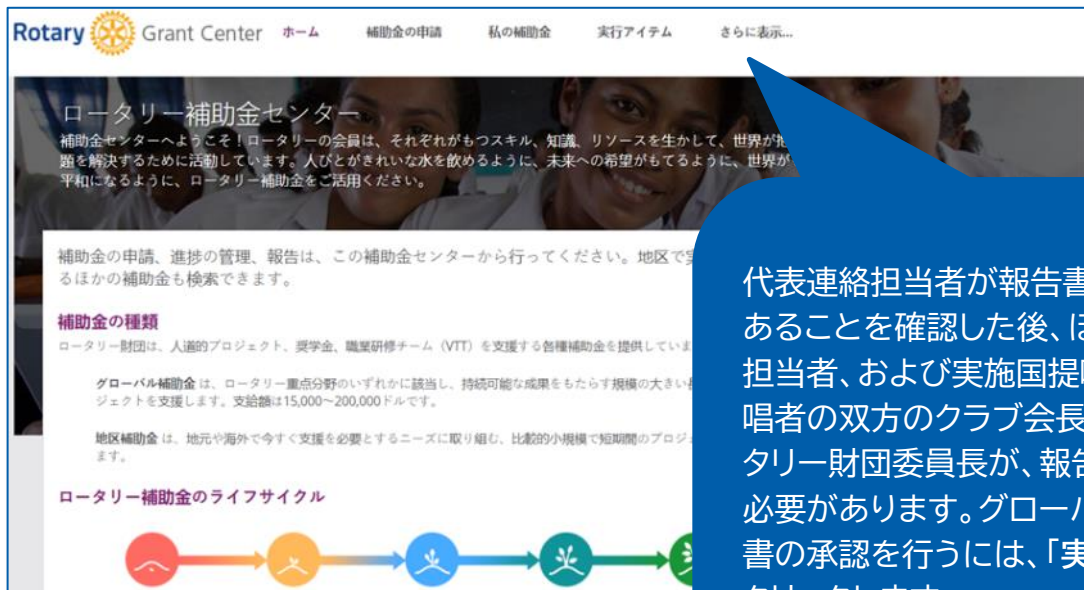 Rotary Grant Center ホーム 補助金の申請 私の補助金 実行アイテム さらに表示...
ロータリー補助金センター
補助金センターへようこそ！ロータリーの会員は、それぞれがもつスキル、知識、リソースを生かして、世界が
題を解決するために活動しています。人びとがきれいな水を飲めるように、未来への希望がもてるように、世界が
平和になるように、ロータリー補助金をご活用ください。
補助金の申請、進捗の管理、報告は、この補助金センターから行ってください。地区で
るほかの補助金も検索できます。
補助金の種類
ロータリー財団は、人道的プロジェクト、奨学金、職業研修チーム（VTT）を支援する各種補助金を提供していま
グローバル補助金 は、ロータリー重点分野のいずれかに該当し、持続可能な成果をもたらす規模の大きい
ジェクトを支援します。支給額は15,000～200,000ドルです。
地区補助金 は、地元や海外で今すぐ支援を必要とするニーズに取り組む、比較的小規模で短期間のプロジ
ます。
ロータリー補助金のライフサイクル
代表連絡担当者が報告書
あることを確認した後、ほ
担当者、および実施国提
唱者の双方のクラブ会長
タリー財団委員長が、報告
必要があります。グローバ
書の承認を行うには、「実